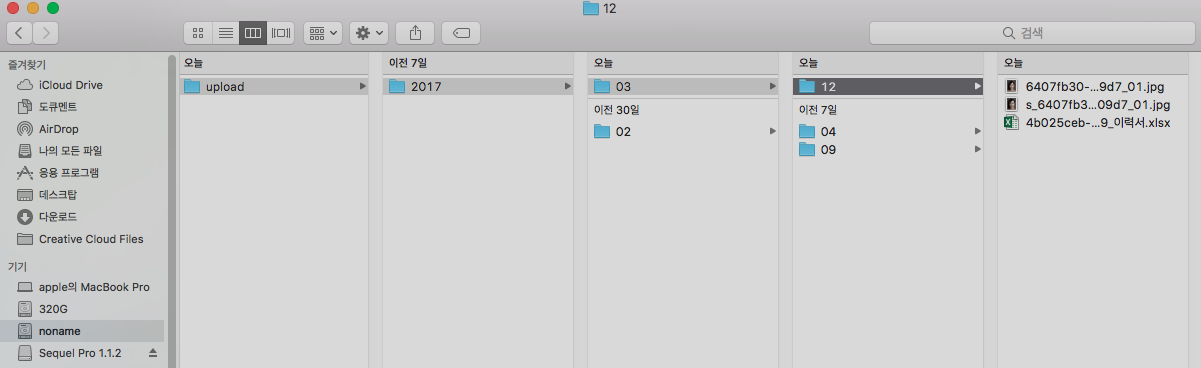 12
검색
즐겨찾기
iCloud Drive
도큐멘트
AirDrop
나의 모든 파일
응용 프로그램
데스크탑
다운로드
Creative Cloud Files
기기
apple의 MacBook Pro
320G
noname
Sequel Pro 1.1.2
오늘
upload
이전 7일
2017
오늘
03
이전 30일
02
오늘
12
이전 7일
04
09
오늘
6407fb30-...9d7_01.jpg
s_6407fb3...09d7_01.jpg
4b025ceb-...9_이력서.xlsx